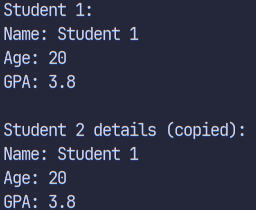 Student 1:
Name: Student 1
Age: 20
GPA: 3.8

Student 2 details (copied):
Name: Student 1
Age: 20
GPA: 3.8